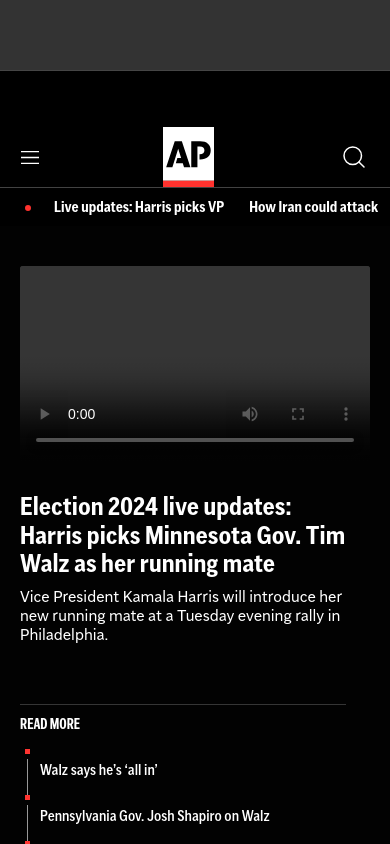 AP
Live updates: Harris picks VP How Iran could attack
0:00
Election 2024 live updates:
Harris picks Minnesota Gov. Tim
Walz as her running mate
Vice President Kamala Harris will introduce her
new running mate at a Tuesday evening rally in
Philadelphia.
READ MORE
Walz says he’s ‘all in’
Pennsylvania Gov. Josh Shapiro on Walz